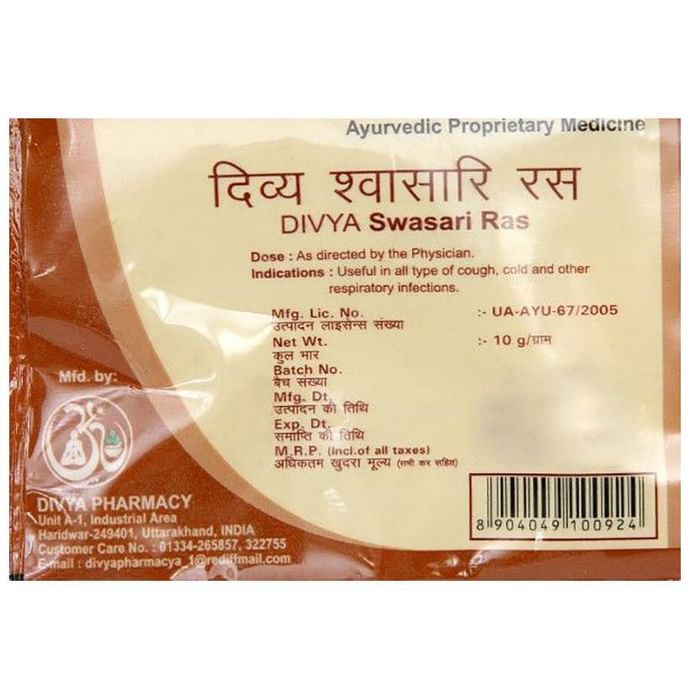 Ayurvedic Proprietary Medicine
दिव्य श्वासारि रस
DIVYA Swasari Ras
Dose : As directed by the Physician.
Indications : Useful in all type of cough, cold and other
respiratory infections.
Mfg. Lic. No. :- UA-AYU-67/2005
उत्पादन लाइसेन्स संख्या
Net Wt. :- 10 g/ग्राम
कुल भार
Batch No.
बैच संख्या
Mfg. Dt.
उत्पादन की तिथि
Exp. Dt.
समाप्ति की तिथि
M.R.P. (Incl.of all taxes)
अधिकतम खुदरा मूल्य (सभी कर सहित)
8 904049 100924
Mfd. by:
DIVYA PHARMACY
Unit A-1, Industrial Area
Haridwar-249401, Uttarakhand, INDIA
Customer Care No. : 01334-265857, 322755
E-mail : divyapharmacya_1@rediffmail.com